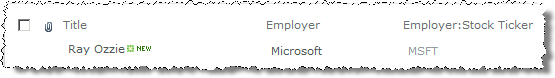 Title Employer Employer:Stock Ticker
Ray Ozzie NEW Microsoft MSFT